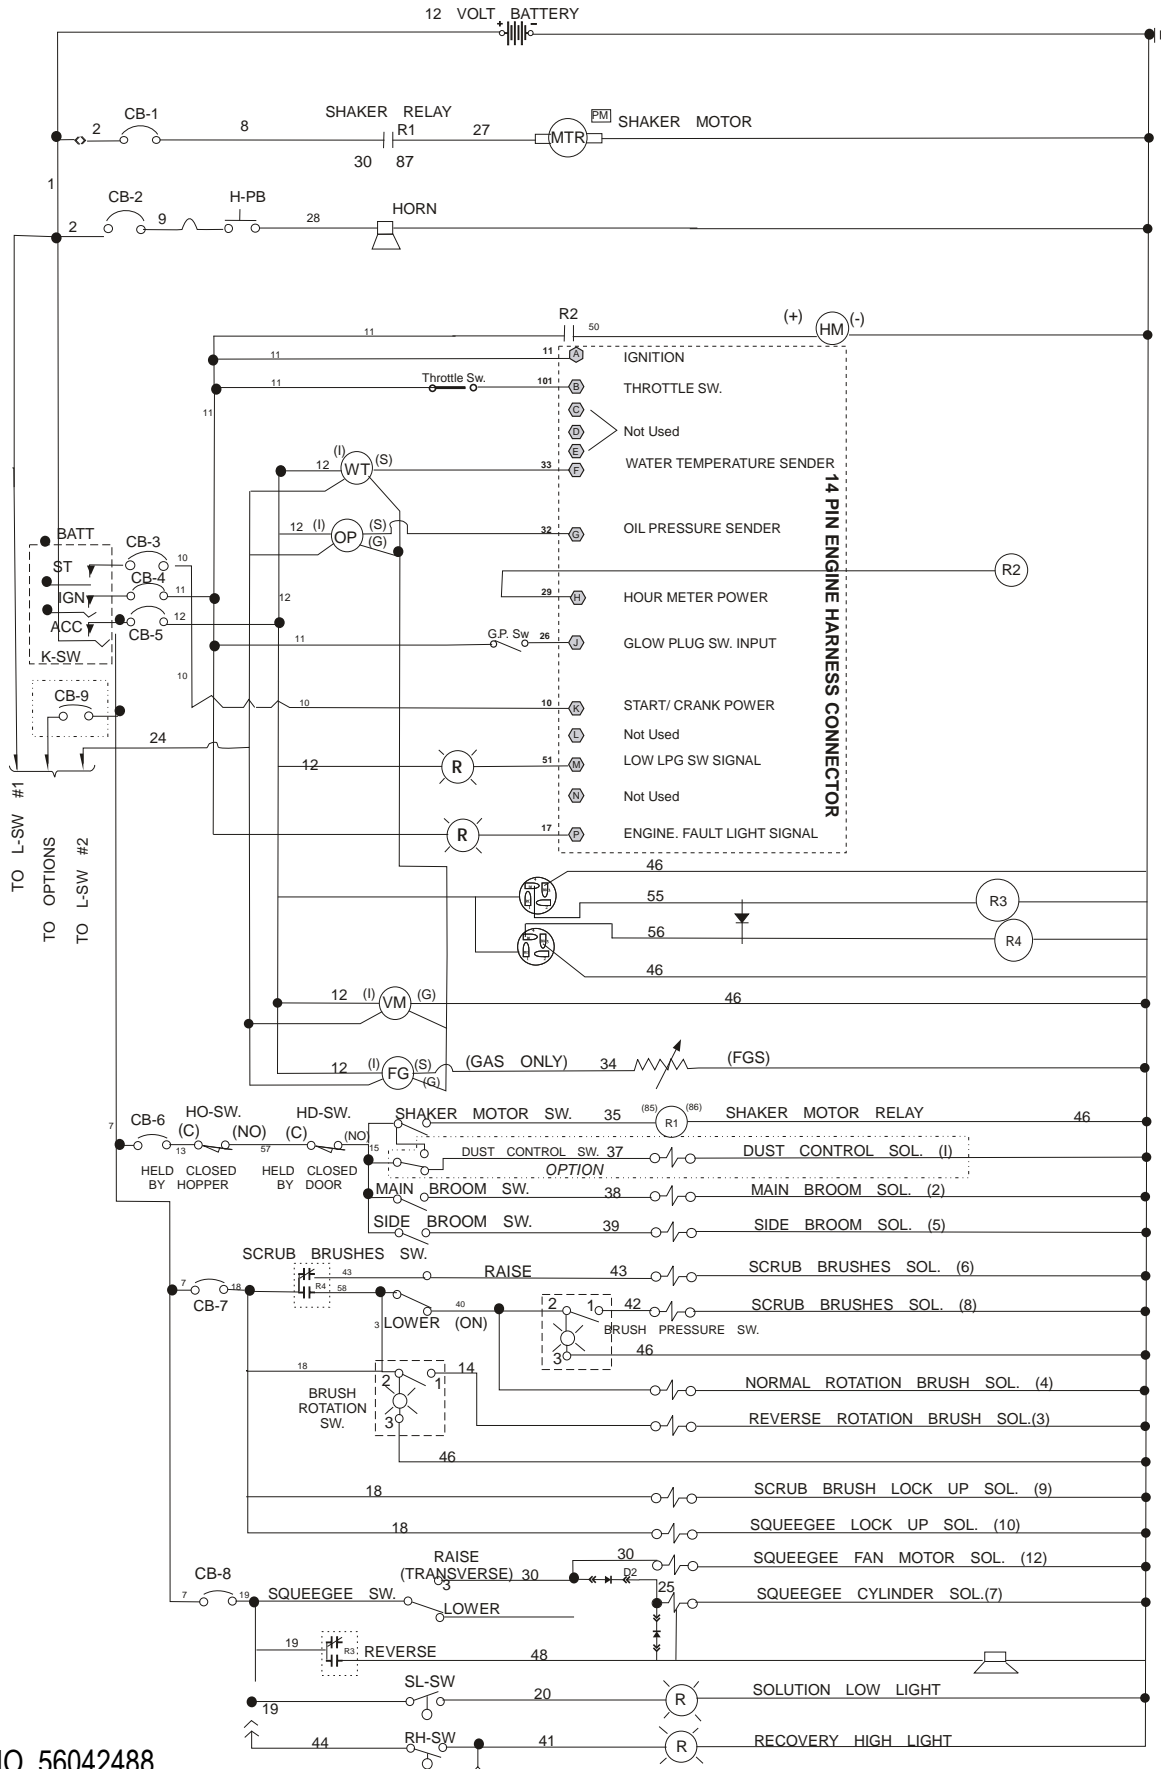 12 VOLT BATTERY
+ −
CB-1
SHAKER RELAY
PM
SHAKER MOTOR
2
8
R1
27
MTR
30 87
1
CB-2
H-PB
HORN
2
9
28
R2
50
(+)
HM
(-)
11
11
11
A
IGNITION
11
Throttle Sw.
101
B
THROTTLE SW.
11
C
D
Not Used
E
12
(I)
WT
(S)
33
F
WATER TEMPERATURE SENDER
12
(I)
OP
(S)
(G)
32
G
OIL PRESSURE SENDER
14 PIN ENGINE HARNESS CONNECTOR
BATT
CB-3
ST
10
CB-4
IGN
11
12
ACC
CB-5
12
K-SW
R2
29
H
HOUR METER POWER
11
G.P. Sw
26
J
GLOW PLUG SW. INPUT
10
CB-9
10
10
K
START/ CRANK POWER
24
L
Not Used
12
R
51
M
LOW LPG SW SIGNAL
N
Not Used
R
17
P
ENGINE. FAULT LIGHT SIGNAL
TO L-SW #1
TO OPTIONS
TO L-SW #2
46
55
R3
56
R4
46
12
(I)
VM
(G)
46
12
(I)
FG
(S)
(G)
(GAS ONLY)
34
(FGS)
7
CB-6
HO-SW.
HD-SW.
SHAKER MOTOR SW.
35
(85)
R1
(86)
SHAKER MOTOR RELAY
46
(C)
(NO)
(C)
(NO)
13
57
15
HELD CLOSED BY HOPPER
HELD CLOSED BY DOOR
DUST CONTROL SW.
37
DUST CONTROL SOL. (I)
OPTION
MAIN BROOM SW.
38
MAIN BROOM SOL. (2)
SIDE BROOM SW.
39
SIDE BROOM SOL. (5)
SCRUB BRUSHES SW.
43
RAISE
43
SCRUB BRUSHES SOL. (6)
7
CB-7
18
R4
58
3
LOWER (ON)
40
2
1
42
SCRUB BRUSHES SOL. (8)
BRUSH PRESSURE SW.
3
46
18
BRUSH ROTATION SW.
2
1
3
14
NORMAL ROTATION BRUSH SOL. (4)
REVERSE ROTATION BRUSH SOL.(3)
46
18
SCRUB BRUSH LOCK UP SOL. (9)
18
SQUEEGEE LOCK UP SOL. (10)
RAISE
(TRANSVERSE)
3
30
30
D2
SQUEEGEE FAN MOTOR SOL. (12)
CB-8
7
19
SQUEEGEE SW.
LOWER
25
SQUEEGEE CYLINDER SOL.(7)
19
R3
REVERSE
48
SL-SW
19
20
R
SOLUTION LOW LIGHT
44
RH-SW
41
R
RECOVERY HIGH LIGHT
56042488